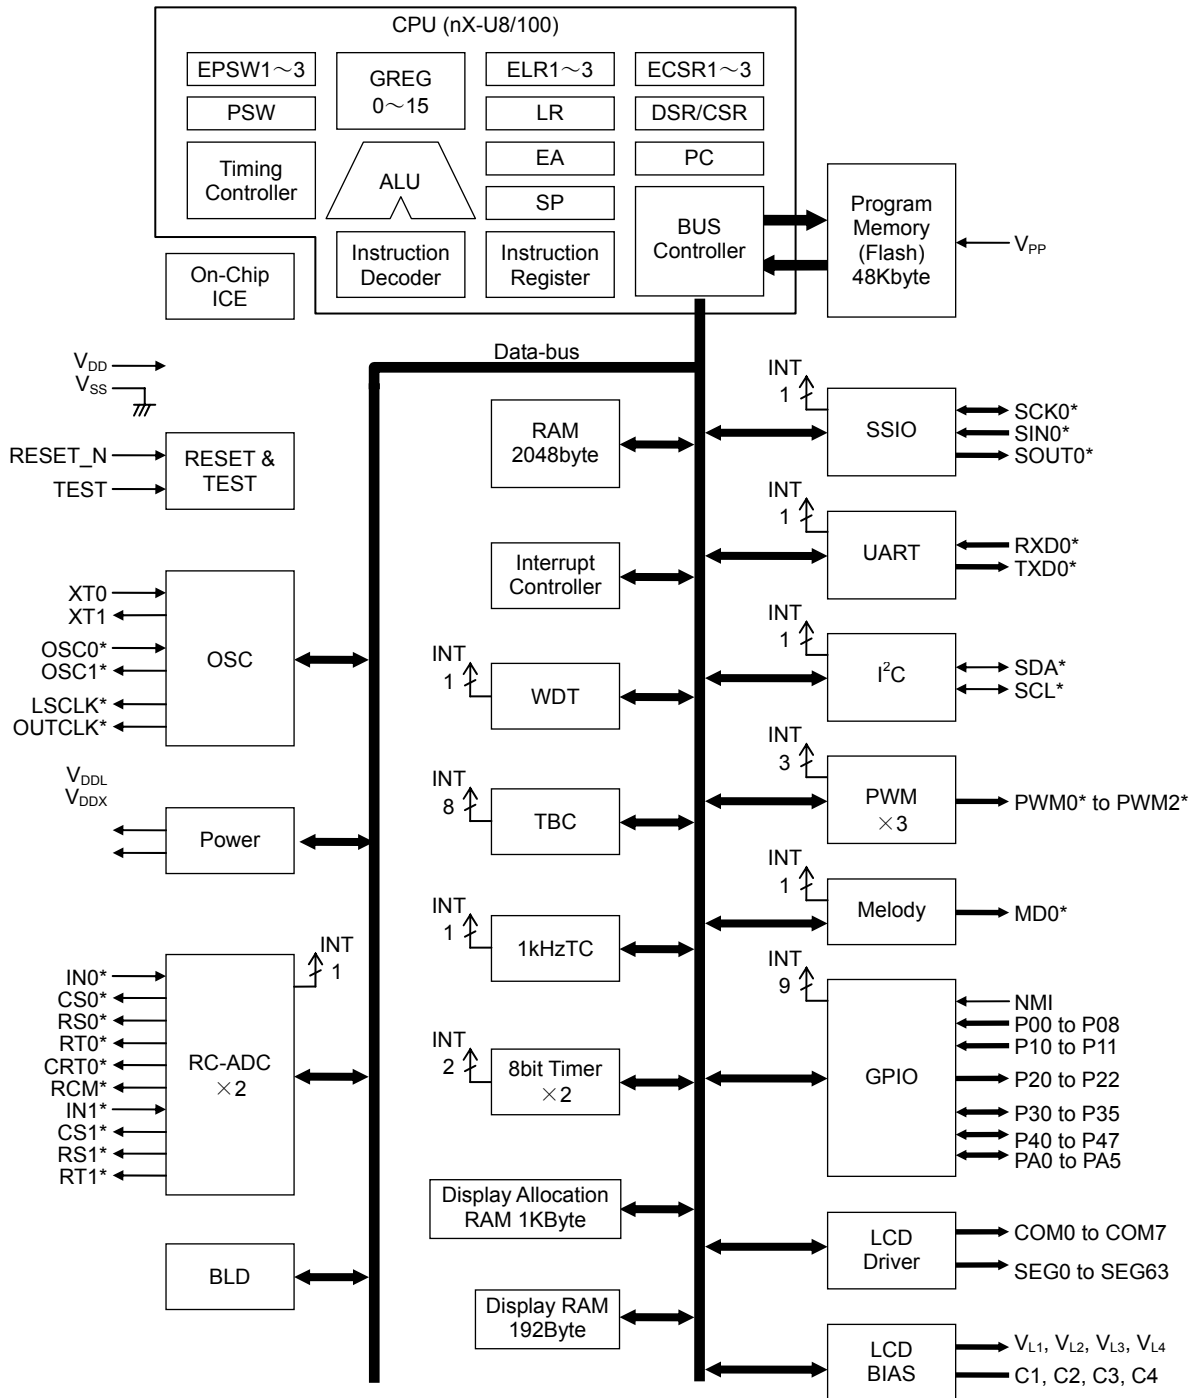 CPU (nX-U8/100)
EPSW1～3
GREG
0～15
ELR1～3
ECSR1～3
PSW
LR
DSR/CSR
Timing
Controller
ALU
EA
PC
SP
BUS
Controller
Instruction
Decoder
Instruction
Register
Program
Memory
(Flash)
48Kbyte
VPP
On-Chip
ICE
Data-bus
VDD
VSS
RESET_N
TEST
RESET &
TEST
XT0
XT1
OSC0*
OSC1*
LSCLK*
OUTCLK*
OSC
VDDL
VDDX
Power
IN0*
CS0*
RS0*
RT0*
CRT0*
RCM*
IN1*
CS1*
RS1*
RT1*
RC-ADC
×2
INT
1
BLD
RAM
2048byte
Interrupt
Controller
INT
1
WDT
INT
8
TBC
INT
1
1kHzTC
INT
2
8bit Timer
×2
Display Allocation
RAM 1KByte
Display RAM
192Byte
INT
1
SSIO
SCK0*
SIN0*
SOUT0*
INT
1
UART
RXD0*
TXD0*
INT
1
I²C
SDA*
SCL*
INT
3
PWM
×3
PWM0* to PWM2*
INT
1
Melody
MD0*
INT
9
GPIO
NMI
P00 to P08
P10 to P11
P20 to P22
P30 to P35
P40 to P47
PA0 to PA5
LCD
Driver
COM0 to COM7
SEG0 to SEG63
LCD
BIAS
VL1, VL2, VL3, VL4
C1, C2, C3, C4